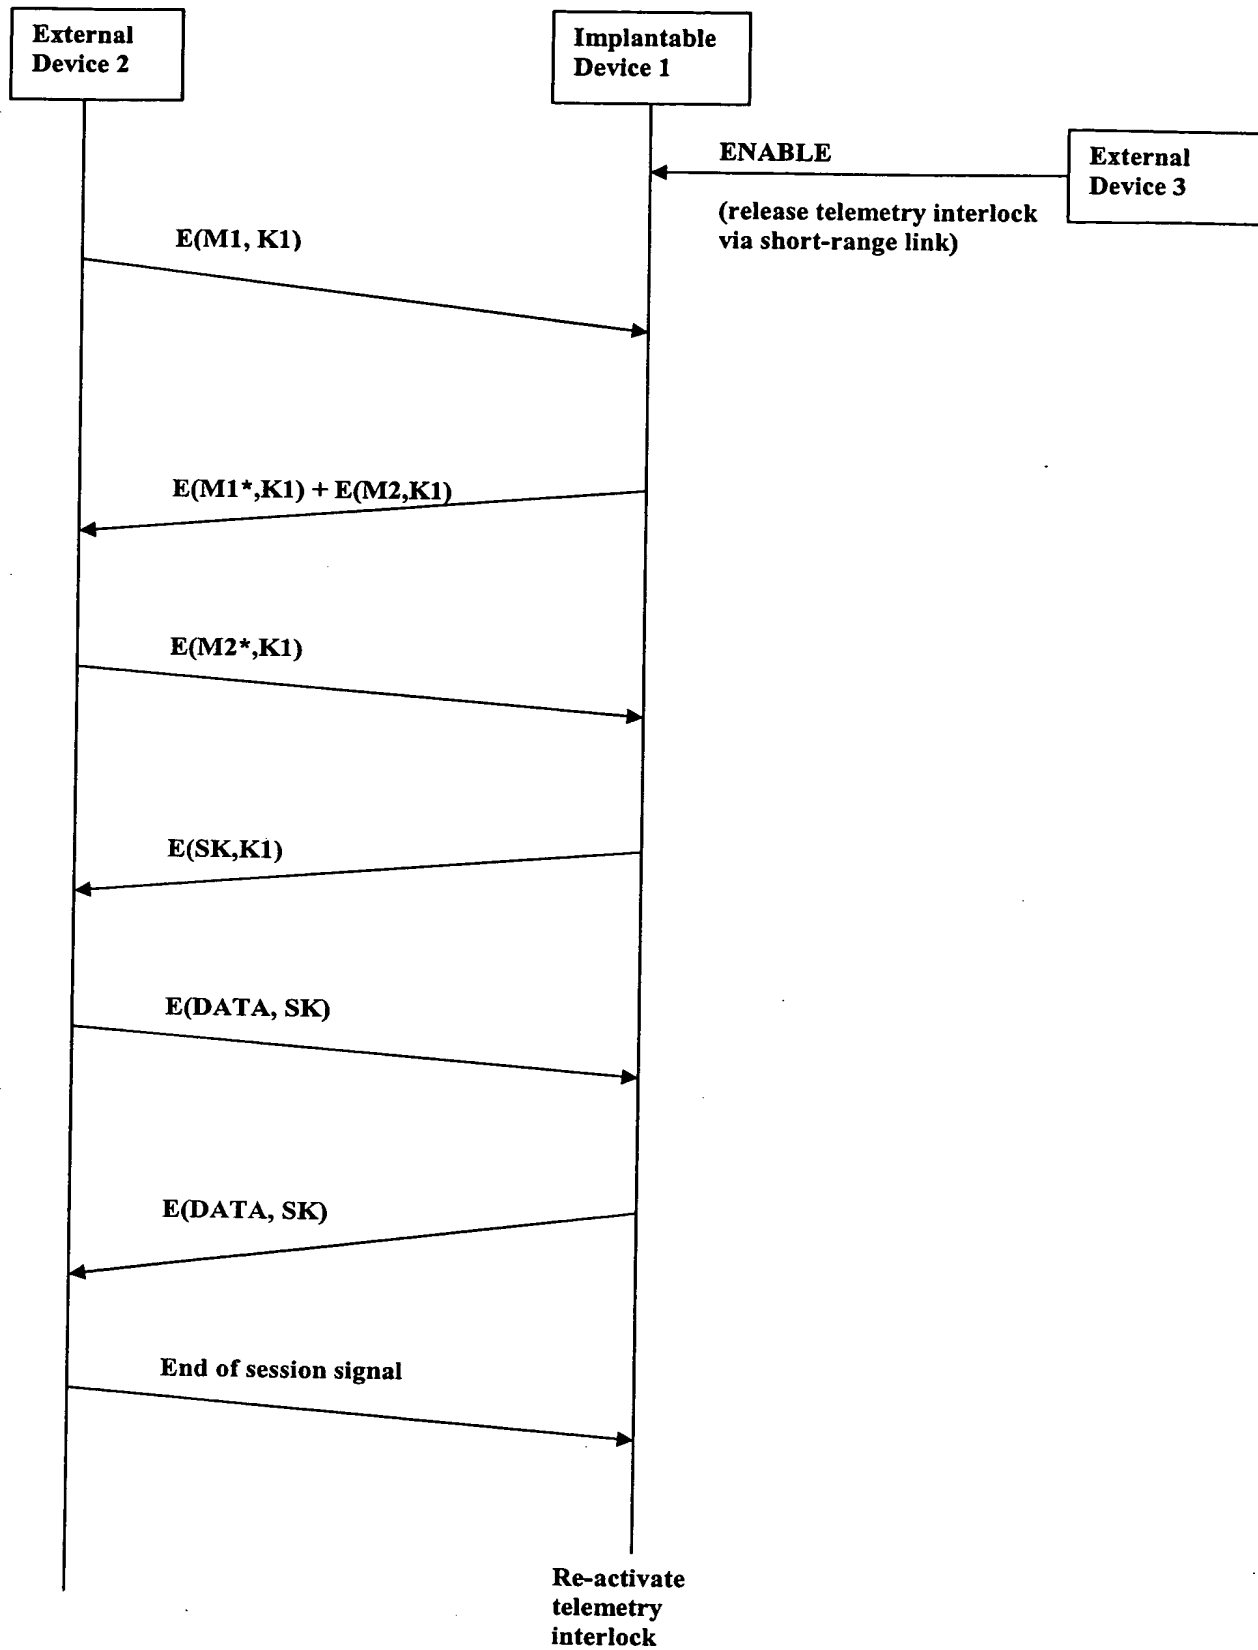 External
Device 2
Implantable
Device 1
ENABLE
External
Device 3
(release telemetry interlock
via short-range link)
E(M1, K1)
E(M1*,K1) + E(M2,K1)
E(M2*,K1)
E(SK,K1)
E(DATA, SK)
E(DATA, SK)
End of session signal
Re-activate
telemetry
interlock